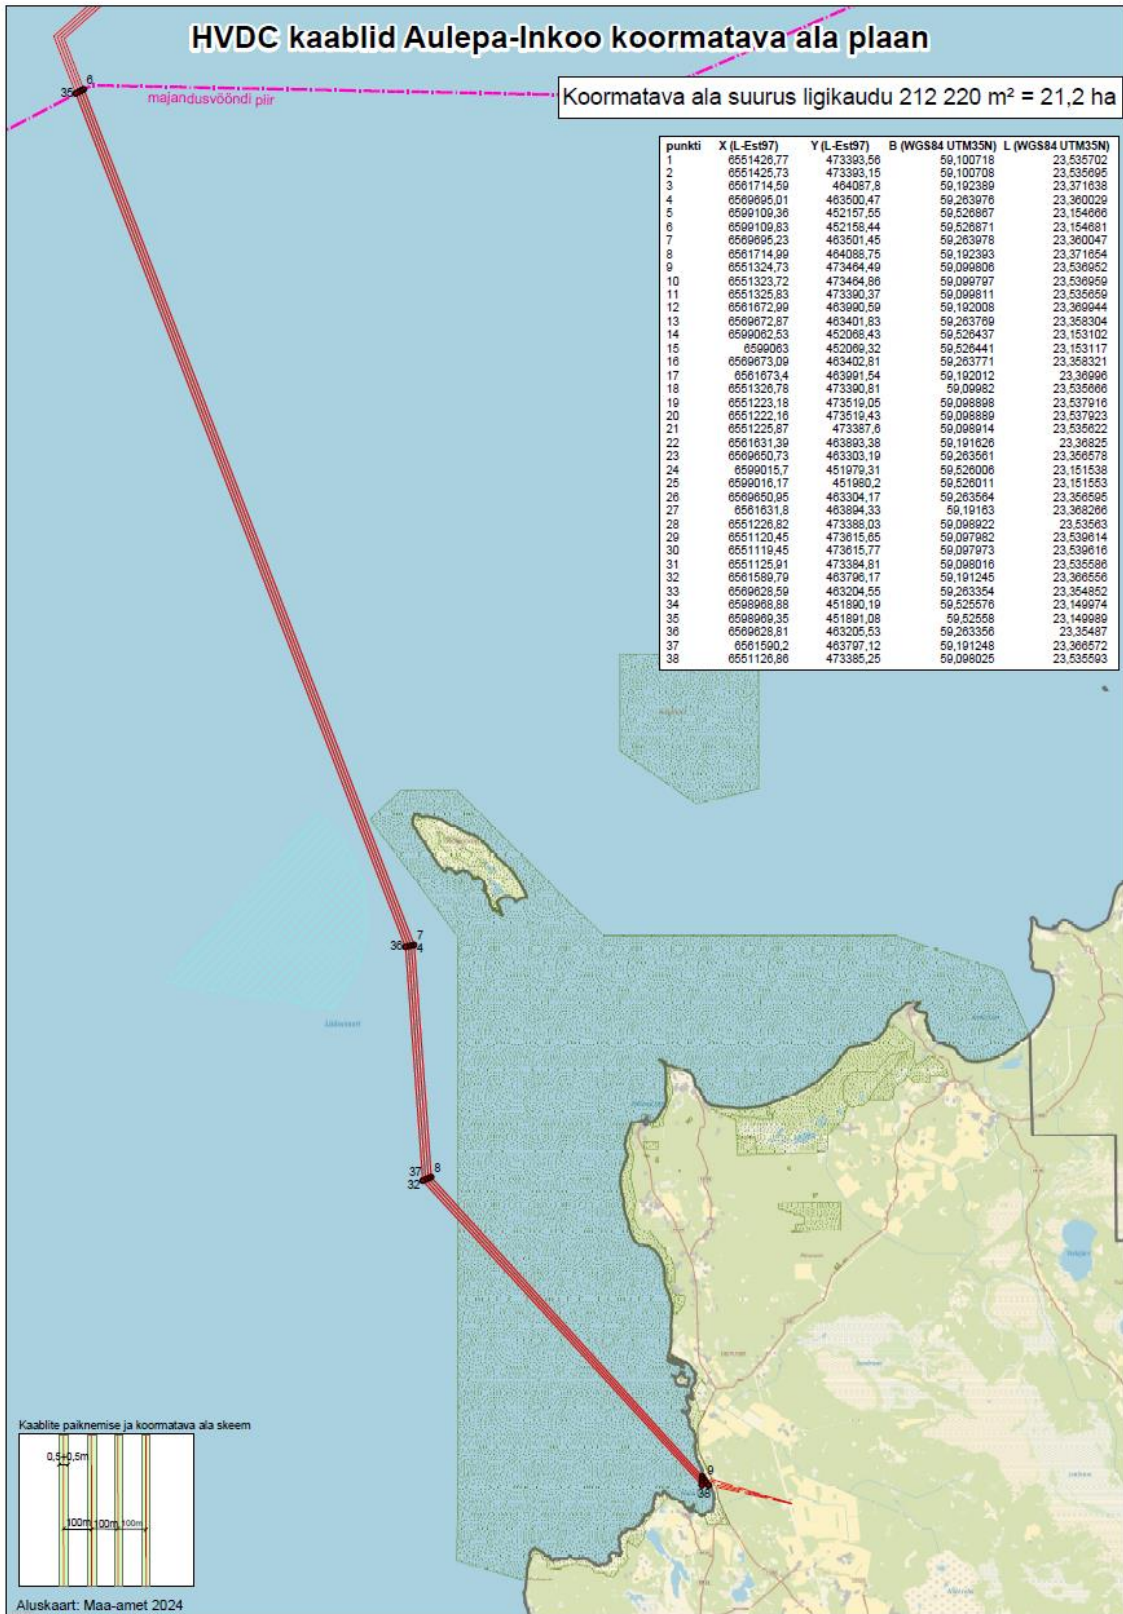 HVDC kaablid Aulepa-Inkoo koormatava ala plaan
6
35
majandusvööndi piir
Koormatava ala suurus ligikaudu 212 220 m² = 21,2 ha
punkti X (L-Est97) Y (L-Est97) B (WGS84 UTM35N) L (WGS84 UTM35N)
1 6551426,77 473393,56 59,100718 23,535702
2 6551425,73 473393,15 59,100708 23,535695
3 6561714,59 464087,8 59,192389 23,371638
4 6569695,01 463500,47 59,263976 23,360029
5 6599109,36 452157,55 59,526867 23,154666
6 6599109,83 452158,44 59,526871 23,154681
7 6569695,23 463501,45 59,263978 23,360047
8 6561714,99 464088,75 59,192393 23,371654
9 6551324,73 473464,49 59,099806 23,536952
10 6551323,72 473464,86 59,099797 23,536959
11 6551325,83 473390,37 59,099811 23,535659
12 6561672,99 463990,59 59,192008 23,369944
13 6569672,87 463401,83 59,263769 23,358304
14 6599062,53 452068,43 59,526437 23,153102
15 6599063 452069,32 59,526441 23,153117
16 6569673,09 463402,81 59,263771 23,358321
17 6561673,4 463991,54 59,192012 23,36996
18 6551326,78 473390,81 59,09982 23,535666
19 6551223,18 473519,05 59,098898 23,537916
20 6551222,16 473519,43 59,098889 23,537923
21 6551225,87 473387,6 59,098914 23,535622
22 6561631,39 463893,38 59,191626 23,36825
23 6569650,73 463303,19 59,263561 23,356578
24 6599015,7 451979,31 59,526006 23,151538
25 6599016,17 451980,2 59,526011 23,151553
26 6569650,95 463304,17 59,263564 23,356595
27 6561631,8 463894,33 59,19163 23,368266
28 6551226,82 473388,03 59,098922 23,53563
29 6551120,45 473615,65 59,097982 23,539614
30 6551119,45 473615,77 59,097973 23,539616
31 6551125,91 473384,81 59,098016 23,535586
32 6561589,79 463796,17 59,191245 23,366556
33 6569628,59 463204,55 59,263354 23,354852
34 6598968,88 451890,19 59,525576 23,149974
35 6598969,35 451891,08 59,52558 23,149989
36 6569628,81 463205,53 59,263356 23,35487
37 6561590,2 463797,12 59,191248 23,366572
38 6551126,86 473385,25 59,098025 23,535593
7
36
4
37
8
32
9
38
Kaablite paiknemise ja koormatava ala skeem
0,5+0,5m
100m
100m
100m
Aluskaart: Maa-amet 2024